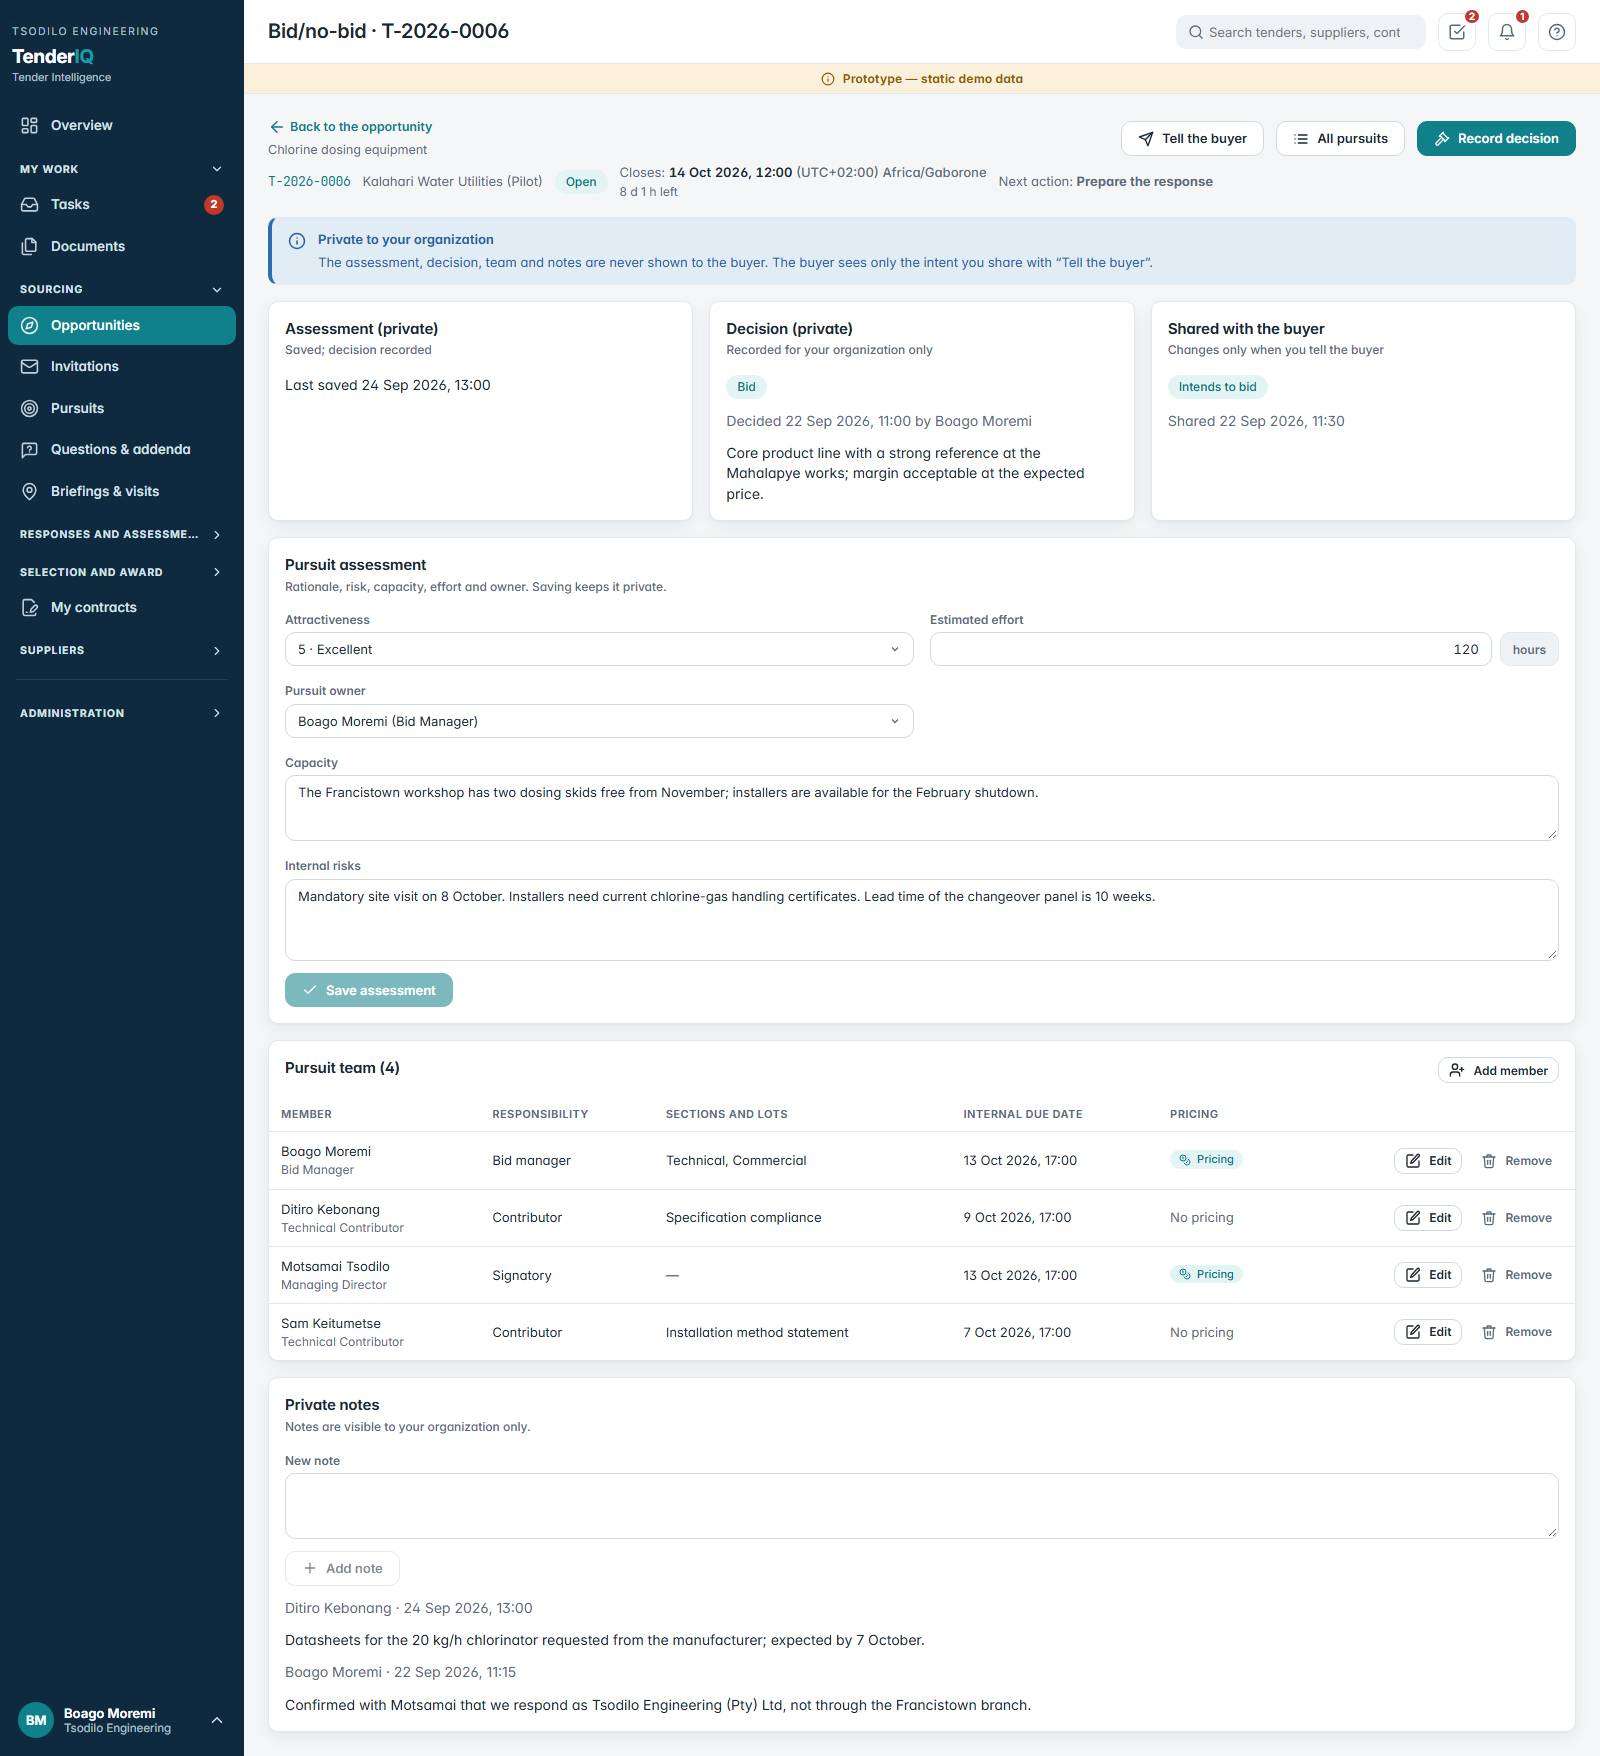 TSODILO ENGINEERING
TenderIQ
Tender Intelligence
Overview
MY WORK
Tasks
2
Documents
SOURCING
Opportunities
Invitations
Pursuits
Questions & addenda
Briefings & visits
RESPONSES AND ASSESSME...
SELECTION AND AWARD
My contracts
SUPPLIERS
ADMINISTRATION
BM
Boago Moremi
Tsodilo Engineering
Bid/no-bid · T-2026-0006
Search tenders, suppliers, cont
2
1
Prototype — static demo data
Back to the opportunity
Chlorine dosing equipment
Tell the buyer
All pursuits
Record decision
T-2026-0006 Kalahari Water Utilities (Pilot) Open Closes: 14 Oct 2026, 12:00 (UTC+02:00) Africa/Gaborone Next action: Prepare the response
8 d 1 h left
Private to your organization
The assessment, decision, team and notes are never shown to the buyer. The buyer sees only the intent you share with “Tell the buyer”.
Assessment (private)
Saved; decision recorded
Last saved 24 Sep 2026, 13:00
Decision (private)
Recorded for your organization only
Bid
Decided 22 Sep 2026, 11:00 by Boago Moremi
Core product line with a strong reference at the
Mahalapye works; margin acceptable at the expected
price.
Shared with the buyer
Changes only when you tell the buyer
Intends to bid
Shared 22 Sep 2026, 11:30
Pursuit assessment
Rationale, risk, capacity, effort and owner. Saving keeps it private.
Attractiveness
5 · Excellent
Estimated effort
120
hours
Pursuit owner
Boago Moremi (Bid Manager)
Capacity
The Francistown workshop has two dosing skids free from November; installers are available for the February shutdown.
Internal risks
Mandatory site visit on 8 October. Installers need current chlorine-gas handling certificates. Lead time of the changeover panel is 10 weeks.
Save assessment
Pursuit team (4)
Add member
MEMBER RESPONSIBILITY SECTIONS AND LOTS INTERNAL DUE DATE PRICING
Boago Moremi
Bid Manager
Bid manager Technical, Commercial 13 Oct 2026, 17:00 Pricing Edit Remove
Ditiro Kebonang
Technical Contributor
Contributor Specification compliance 9 Oct 2026, 17:00 No pricing Edit Remove
Motsamai Tsodilo
Managing Director
Signatory — 13 Oct 2026, 17:00 Pricing Edit Remove
Sam Keitumetse
Technical Contributor
Contributor Installation method statement 7 Oct 2026, 17:00 No pricing Edit Remove
Private notes
Notes are visible to your organization only.
New note
Add note
Ditiro Kebonang · 24 Sep 2026, 13:00
Datasheets for the 20 kg/h chlorinator requested from the manufacturer; expected by 7 October.
Boago Moremi · 22 Sep 2026, 11:15
Confirmed with Motsamai that we respond as Tsodilo Engineering (Pty) Ltd, not through the Francistown branch.